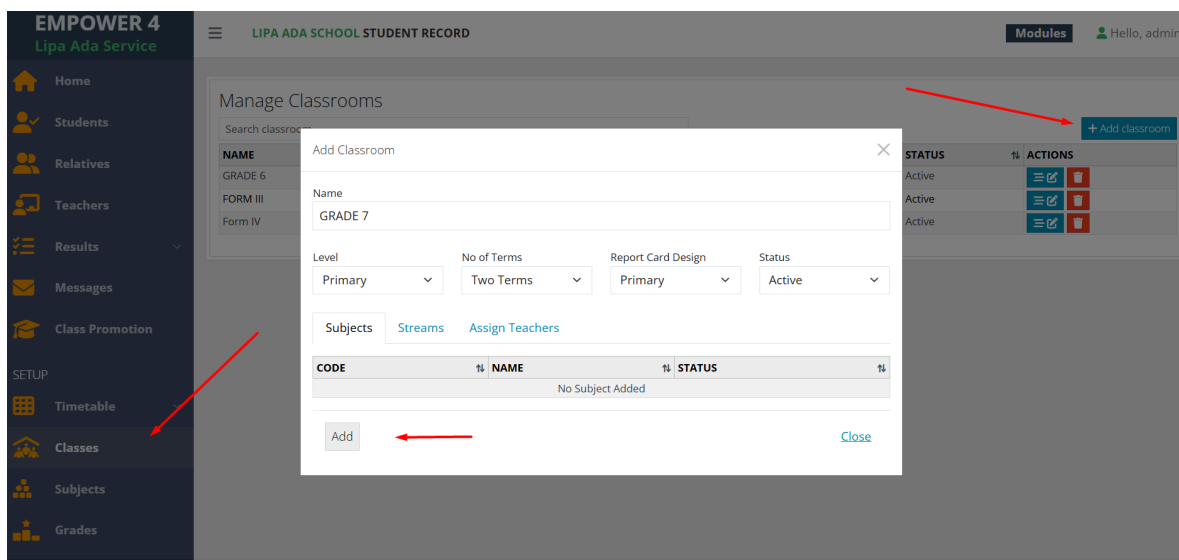 EMPOWER 4
Lipa Ada Service
LIPA ADA SCHOOL STUDENT RECORD
Modules
Hello, admin
Home
Students
Relatives
Teachers
Results
Messages
Class Promotion
SETUP
Timetable
Classes
Subjects
Grades
Manage Classrooms
Search classroom
+ Add classroom
NAME STATUS ACTIONS
GRADE 6 Active
FORM III Active
Form IV Active
Add Classroom
Name
GRADE 7
Level No of Terms Report Card Design Status
Primary Two Terms Primary Active
Subjects Streams Assign Teachers
CODE NAME STATUS
No Subject Added
Add Close